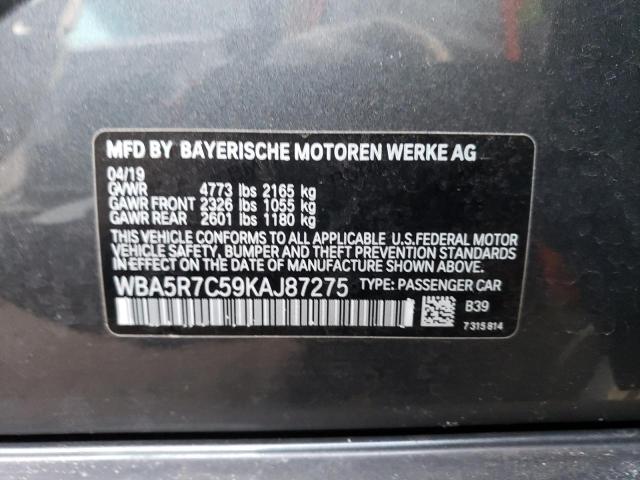 MFD BY BAYERISCHE MOTOREN WERKE AG
04/19
GVWR 4773 lbs 2165 kg
GAWR FRONT 2326 lbs 1055 kg
GAWR REAR 2601 lbs 1180 kg
THIS VEHICLE CONFORMS TO ALL APPLICABLE U.S.FEDERAL MOTOR
VEHICLE SAFETY, BUMPER AND THEFT PREVENTION STANDARDS
IN EFFECT ON THE DATE OF MANUFACTURE SHOWN ABOVE.
WBA5R7C59KAJ87275 TYPE: PASSENGER CAR
B39
7315814